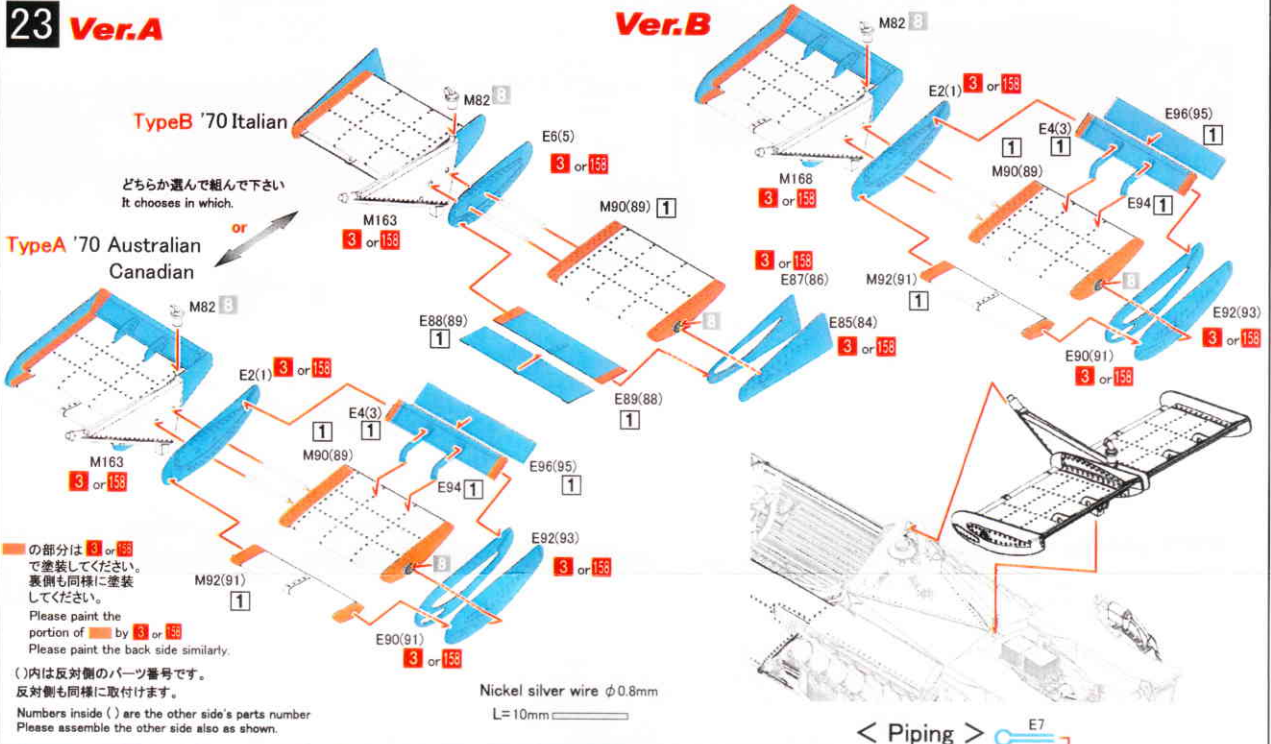 23 Ver.A
TypeB '70 Italian
M82 8
E6(5)
3 or 158
どちらか選んで組んで下さい
It chooses in which.
or
M163
3 or 158
M90(89) 1
TypeA '70 Australian
Canadian
E88(89)
1
8
3 or 158
E87(86)
E85(84)
3 or 158
E89(88)
1
M82 8
E2(1) 3 or 158
M163
3 or 158
1
M90(89)
E4(3)
1
E96(95)
1
E94 1
8
E92(93)
3 or 158
M92(91)
1
E90(91)
3 or 158
の部分は 3 or 158
で塗装してください。
裏側も同様に塗装
してください。
Please paint the
portion of by 3 or 158
Please paint the back side similarly.
( )内は反対側のパーツ番号です。
反対側も同様に取付けます。
Numbers inside ( ) are the other side's parts number
Please assemble the other side also as shown.
Ver.B
M82 8
E2(1) 3 or 158
M168
3 or 158
1
M90(89)
E4(3)
1
E96(95)
1
E94 1
8
M92(91)
1
E92(93)
3 or 158
E90(91)
3 or 158
Nickel silver wire φ0.8mm
L=10mm
< Piping >
E7